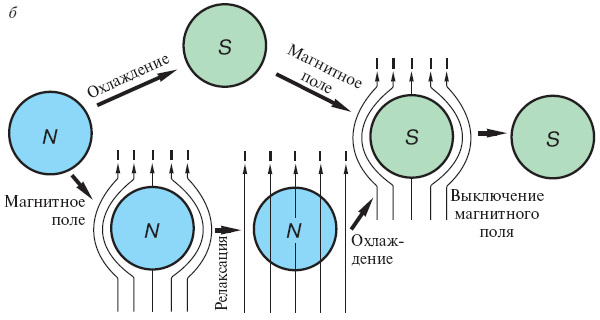 б
S
Охлаждение
Магнитное
поле
I I I I I
N
S
S
Магнитное
поле
I I I I I
I I I I I
N
Релаксация
N
Охлаж-
дение
Выключение
магнитного
поля